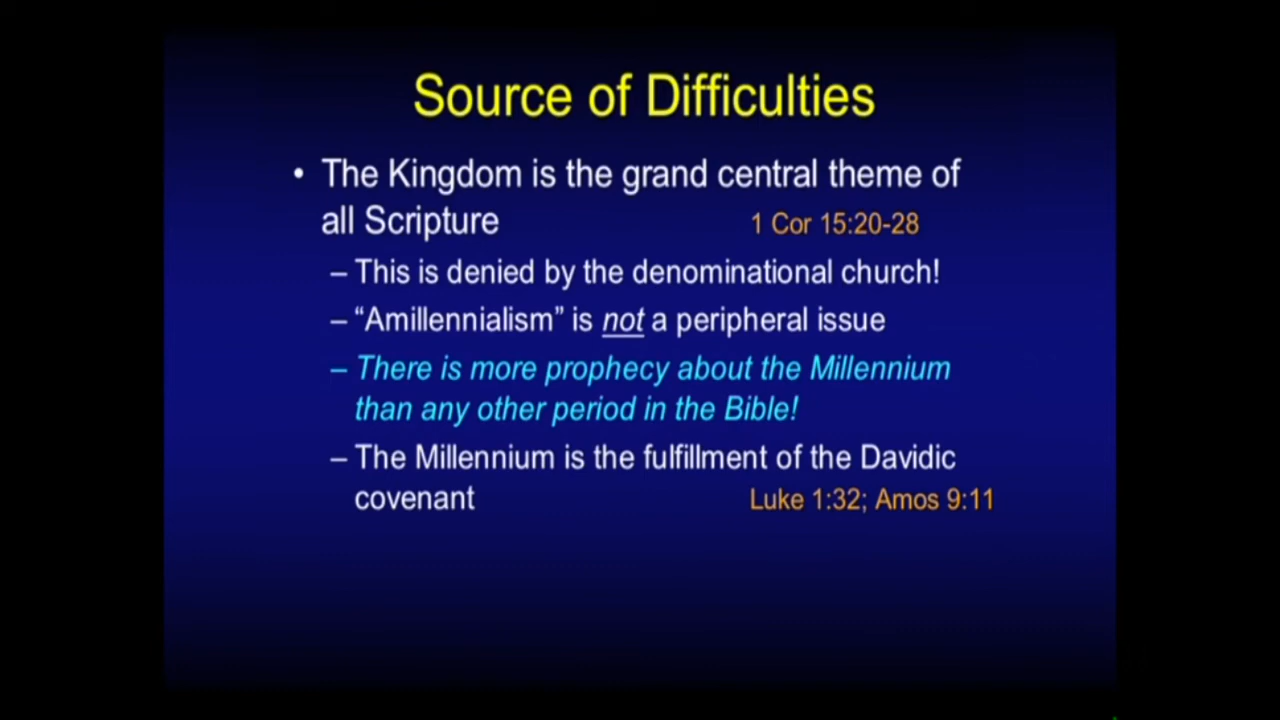 Source of Difficulties
• The Kingdom is the grand central theme of
all Scripture 1 Cor 15:20-28
– This is denied by the denominational church!
– “Amillennialism” is not a peripheral issue
– There is more prophecy about the Millennium
than any other period in the Bible!
– The Millennium is the fulfillment of the Davidic
covenant Luke 1:32; Amos 9:11